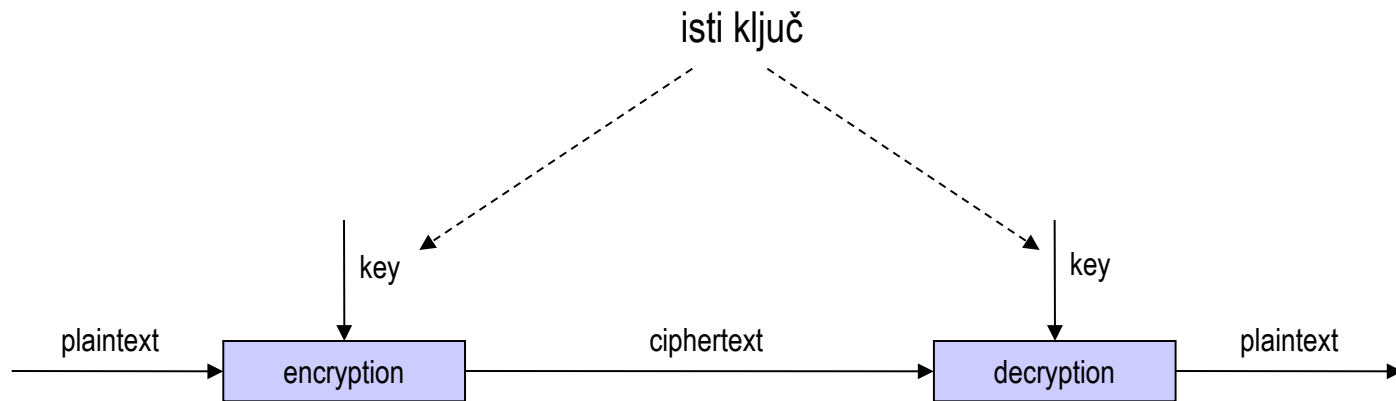 isti ključ
key
key
plaintext
ciphertext
plaintext
encryption
decryption